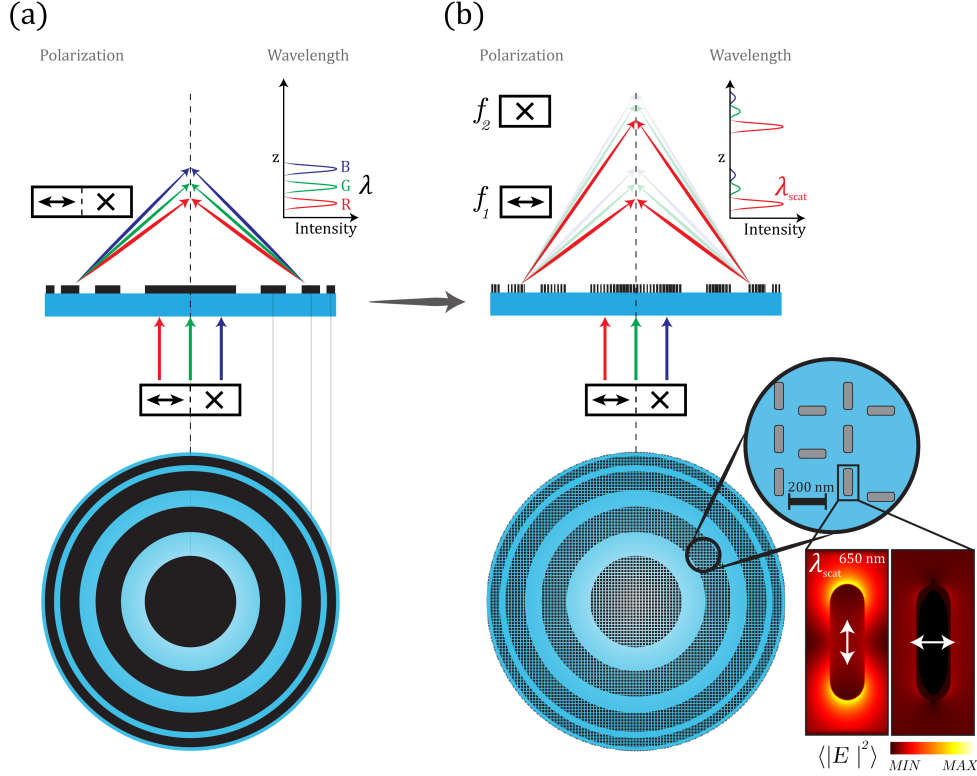 (a)
Polarization
Wavelength
z
B
G
R
λ
Intensity
(b)
Polarization
Wavelength
f2
f1
z
λscat
Intensity
200 nm
λscat
650 nm
⟨|E|²⟩
MIN
MAX